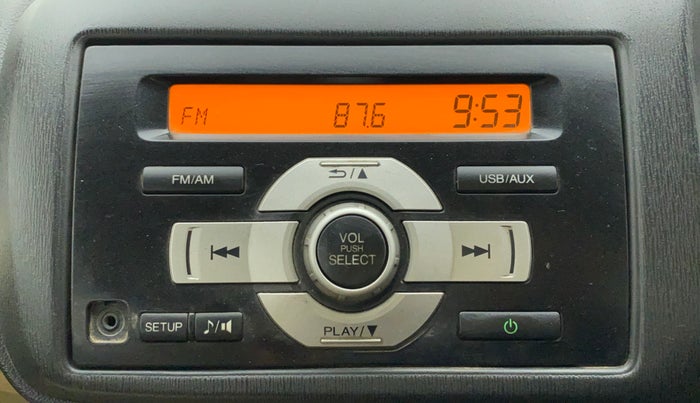 FM 87.6 9:53
FM/AM
/▲
USB/AUX
VOL
PUSH
SELECT
SETUP
♪/
PLAY/▼